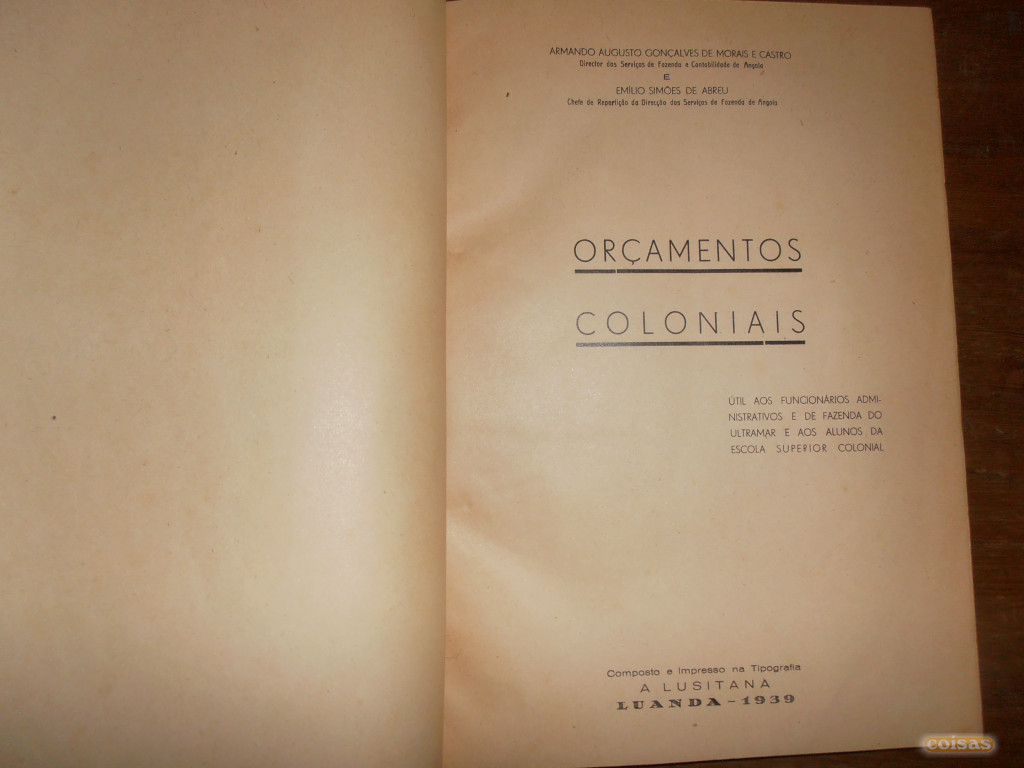 ARMANDO AUGUSTO GONÇALVES DE MORAIS E CASTRO
Director dos Serviços de Fazenda e Contabilidade de Angola
E
EMÍLIO SIMÕES DE ABREU
Chefe de Repartição da Direcção dos Serviços de Fazenda de Angola
ORÇAMENTOS
COLONIAIS
ÚTIL AOS FUNCIONÁRIOS ADMI-
NISTRATIVOS E DE FAZENDA DO
ULTRAMAR E AOS ALUNOS DA
ESCOLA SUPERIOR COLONIAL
Composto e impresso na Tipografia
A LUSITANA
LUANDA - 1939
coisas